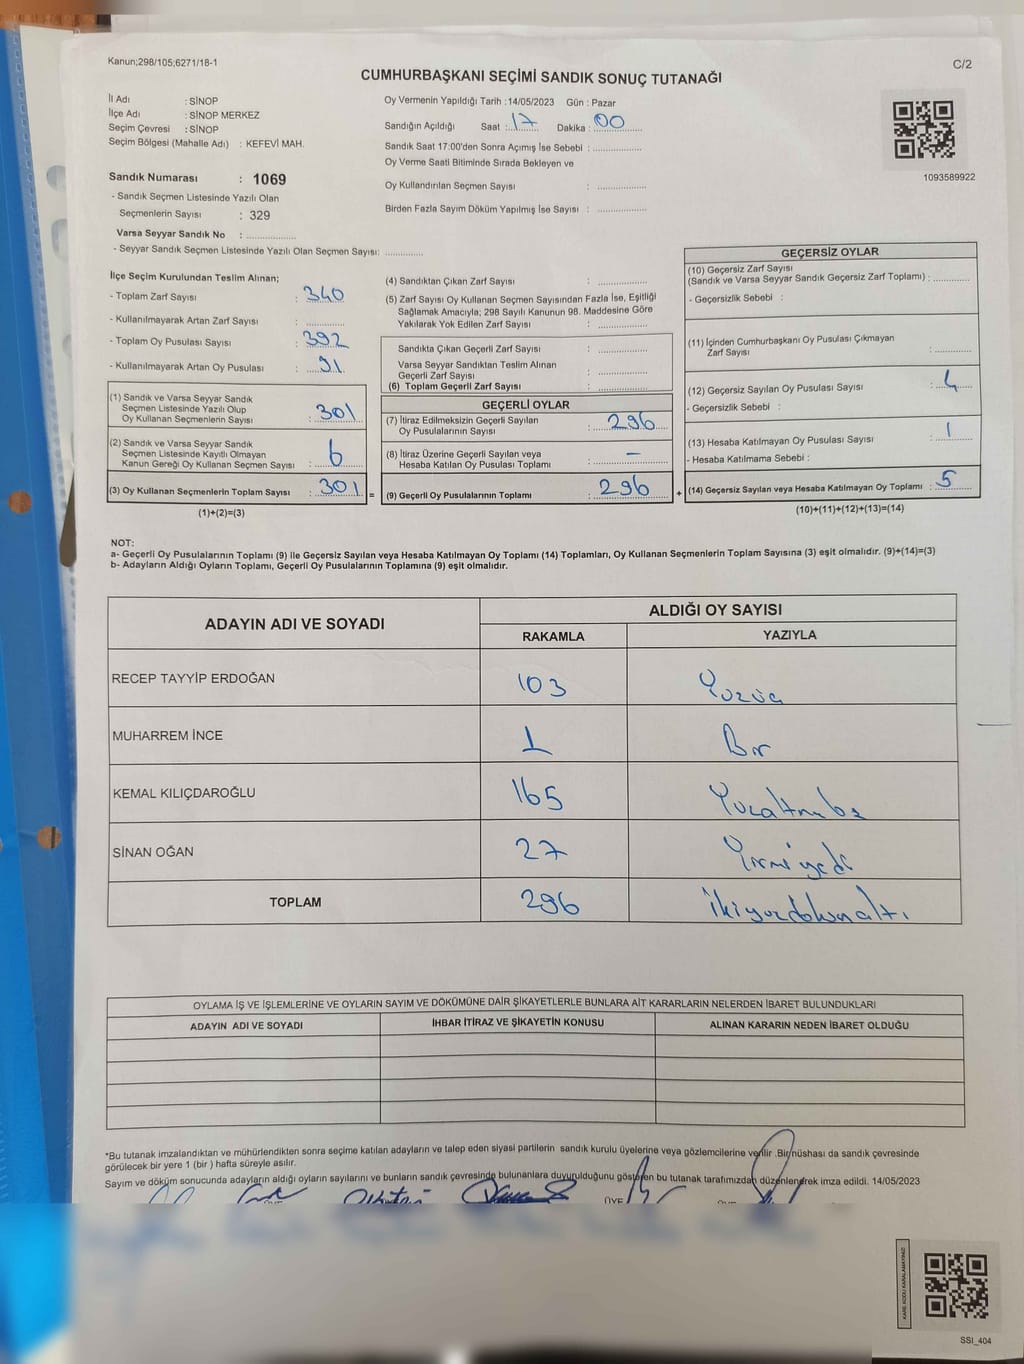 Kanun;298/105;6271/18-1
C/2
CUMHURBAŞKANI SEÇİMİ SANDIK SONUÇ TUTANAĞI
İl Adı : SİNOP
İlçe Adı : SİNOP MERKEZ
Seçim Çevresi : SİNOP
Seçim Bölgesi (Mahalle Adı) : KEFEVİ MAH.
Oy Vermenin Yapıldığı Tarih :14/05/2023 Gün : Pazar
Sandığın Açıldığı Saat : 17 Dakika : 00
Sandık Saat 17:00'den Sonra Açımış İse Sebebi :
Oy Verme Saati Bitiminde Sırada Bekleyen ve
Oy Kullandırılan Seçmen Sayısı :
Birden Fazla Sayım Döküm Yapılmış İse Sayısı :
1093589922
Sandık Numarası : 1069
- Sandık Seçmen Listesinde Yazılı Olan
Seçmenlerin Sayısı : 329
Varsa Seyyar Sandık No :
- Seyyar Sandık Seçmen Listesinde Yazılı Olan Seçmen Sayısı:
İlçe Seçim Kurulundan Teslim Alınan;
- Toplam Zarf Sayısı : 340
- Kullanılmayarak Artan Zarf Sayısı :
- Toplam Oy Pusulası Sayısı : 392
- Kullanılmayarak Artan Oy Pusulası : 91
(1) Sandık ve Varsa Seyyar Sandık
Seçmen Listesinde Yazılı Olup
Oy Kullanan Seçmenlerin Sayısı : 301
(2) Sandık ve Varsa Seyyar Sandık
Seçmen Listesinde Kayıtlı Olmayan
Kanun Gereği Oy Kullanan Seçmen Sayısı : 6
(3) Oy Kullanan Seçmenlerin Toplam Sayısı : 301 =
(1)+(2)=(3)
(4) Sandıktan Çıkan Zarf Sayısı :
(5) Zarf Sayısı Oy Kullanan Seçmen Sayısından Fazla İse, Eşitliği
Sağlamak Amacıyla; 298 Sayılı Kanunun 98. Maddesine Göre
Yakılarak Yok Edilen Zarf Sayısı :
Sandıkta Çıkan Geçerli Zarf Sayısı :
Varsa Seyyar Sandıktan Teslim Alınan
Geçerli Zarf Sayısı :
(6) Toplam Geçerli Zarf Sayısı :
GEÇERLİ OYLAR
(7) İtiraz Edilmeksizin Geçerli Sayılan
Oy Pusulalarının Sayısı : 296
(8) İtiraz Üzerine Geçerli Sayılan veya
Hesaba Katılan Oy Pusulası Toplamı : –
(9) Geçerli Oy Pusulalarının Toplamı : 296 +
GEÇERSİZ OYLAR
(10) Geçersiz Zarf Sayısı
(Sandık ve Varsa Seyyar Sandık Geçersiz Zarf Toplamı) :
- Geçersizlik Sebebi :
(11) İçinden Cumhurbaşkanı Oy Pusulası Çıkmayan
Zarf Sayısı :
(12) Geçersiz Sayılan Oy Pusulası Sayısı : 4
- Geçersizlik Sebebi :
(13) Hesaba Katılmayan Oy Pusulası Sayısı : 1
- Hesaba Katılmama Sebebi :
(14) Geçersiz Sayılan veya Hesaba Katılmayan Oy Toplamı : 5
(10)+(11)+(12)+(13)=(14)
NOT:
a- Geçerli Oy Pusulalarının Toplamı (9) ile Geçersiz Sayılan veya Hesaba Katılmayan Oy Toplamı (14) Toplamları, Oy Kullanan Seçmenlerin Toplam Sayısına (3) eşit olmalıdır. (9)+(14)=(3)
b- Adayların Aldığı Oyların Toplamı, Geçerli Oy Pusulalarının Toplamına (9) eşit olmalıdır.
ADAYIN ADI VE SOYADI
ALDIĞI OY SAYISI
RAKAMLA YAZIYLA
RECEP TAYYİP ERDOĞAN 103 Yüzüç
MUHARREM İNCE 1 Bir
KEMAL KILIÇDAROĞLU 165
SİNAN OĞAN 27 Yirmiyedi
TOPLAM 296 ikiyüzdoksanaltı
OYLAMA İŞ VE İŞLEMLERİNE VE OYLARIN SAYIM VE DÖKÜMÜNE DAİR ŞİKAYETLERLE BUNLARA AİT KARARLARIN NELERDEN İBARET BULUNDUKLARI
ADAYIN ADI VE SOYADI İHBAR İTİRAZ VE ŞİKAYETİN KONUSU ALINAN KARARIN NEDEN İBARET OLDUĞU
*Bu tutanak imzalandıktan ve mühürlendikten sonra seçime katılan adayların ve talep eden siyasi partilerin sandık kurulu üyelerine veya gözlemcilerine verilir .Bir nüshası da sandık çevresinde
görülecek bir yere 1 (bir ) hafta süreyle asılır.
Sayım ve döküm sonucunda adayların aldığı oyların sayılarını ve bunların sandık çevresinde bulunanlara duyurulduğunu gösteren bu tutanak tarafımızdan düzenlenerek imza edildi. 14/05/2023
ÜYE
KARE KODU KARALAMAYINIZ!
SSI_404